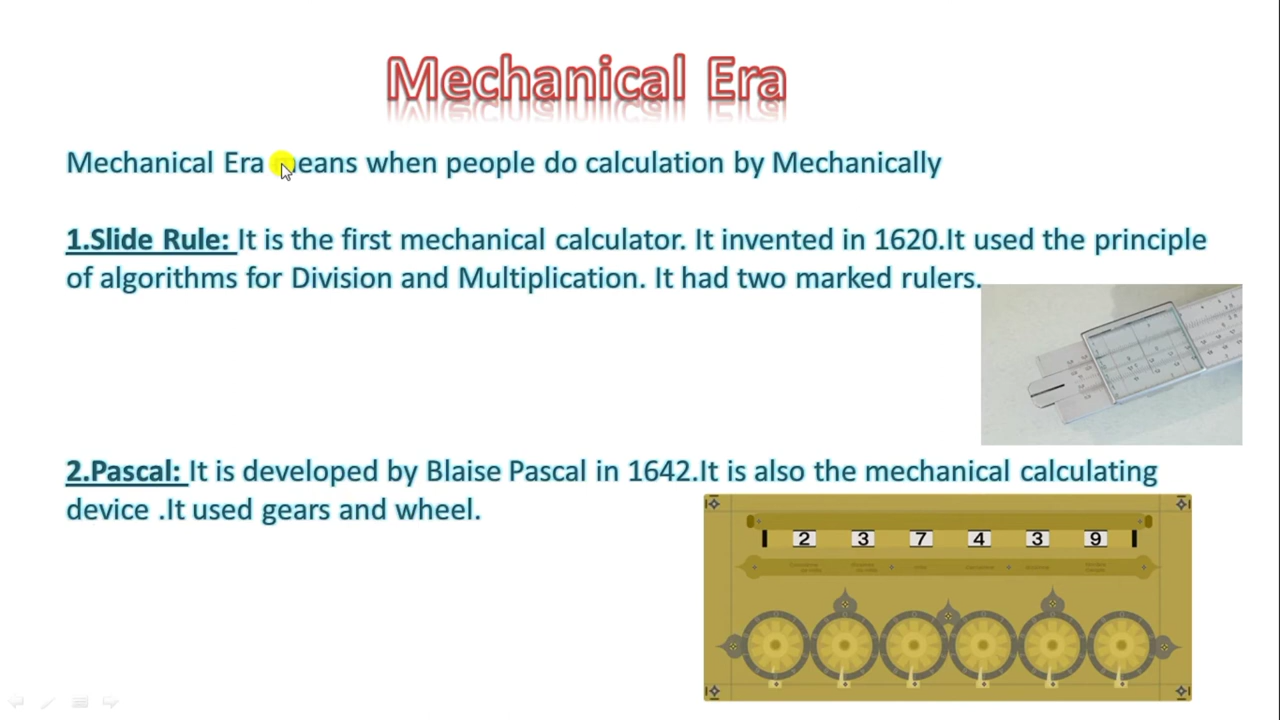 Mechanical Era
Mechanical Era means when people do calculation by Mechanically
1.Slide Rule: It is the first mechanical calculator. It invented in 1620.It used the principle
of algorithms for Division and Multiplication. It had two marked rulers.
2.Pascal: It is developed by Blaise Pascal in 1642.It is also the mechanical calculating
device .It used gears and wheel.
2 3 7 4 3 9